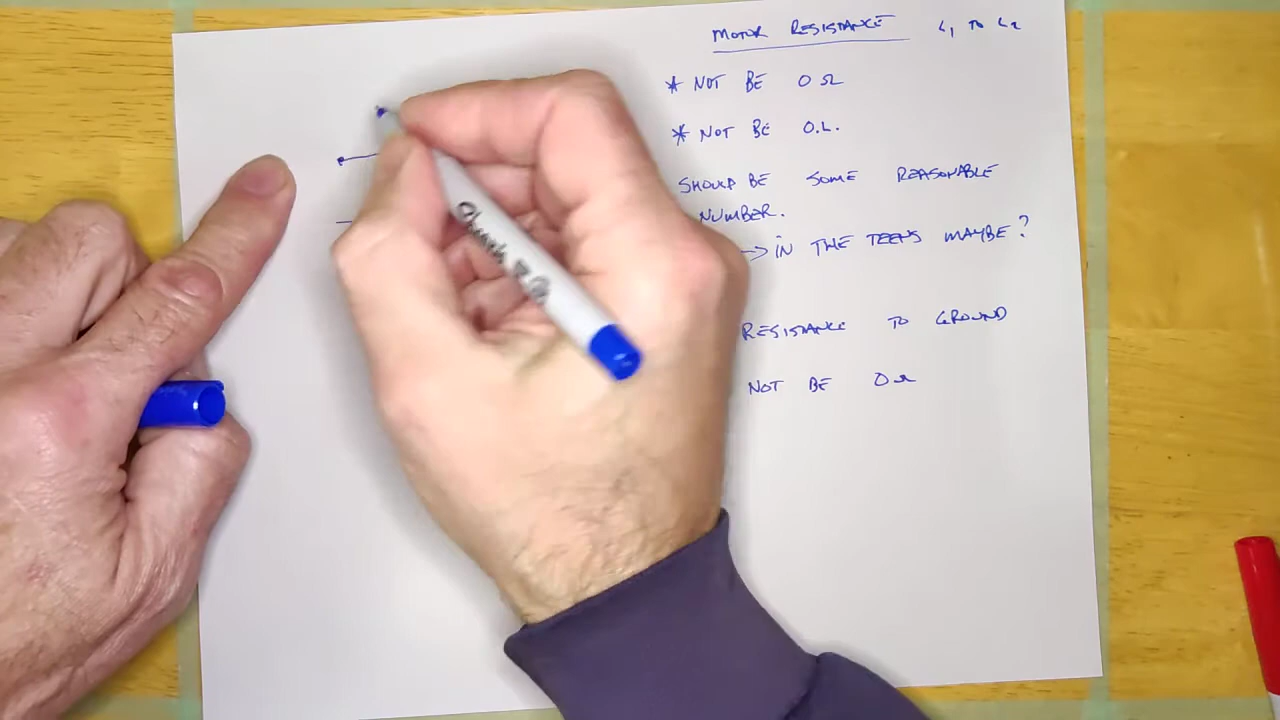 MOTOR RESISTANCE L1 TO L2
* NOT BE 0 Ω
* NOT BE O.L.
SHOULD BE SOME REASONABLE
NUMBER.
→ IN THE TEENS MAYBE?
RESISTANCE TO GROUND
NOT BE 0Ω